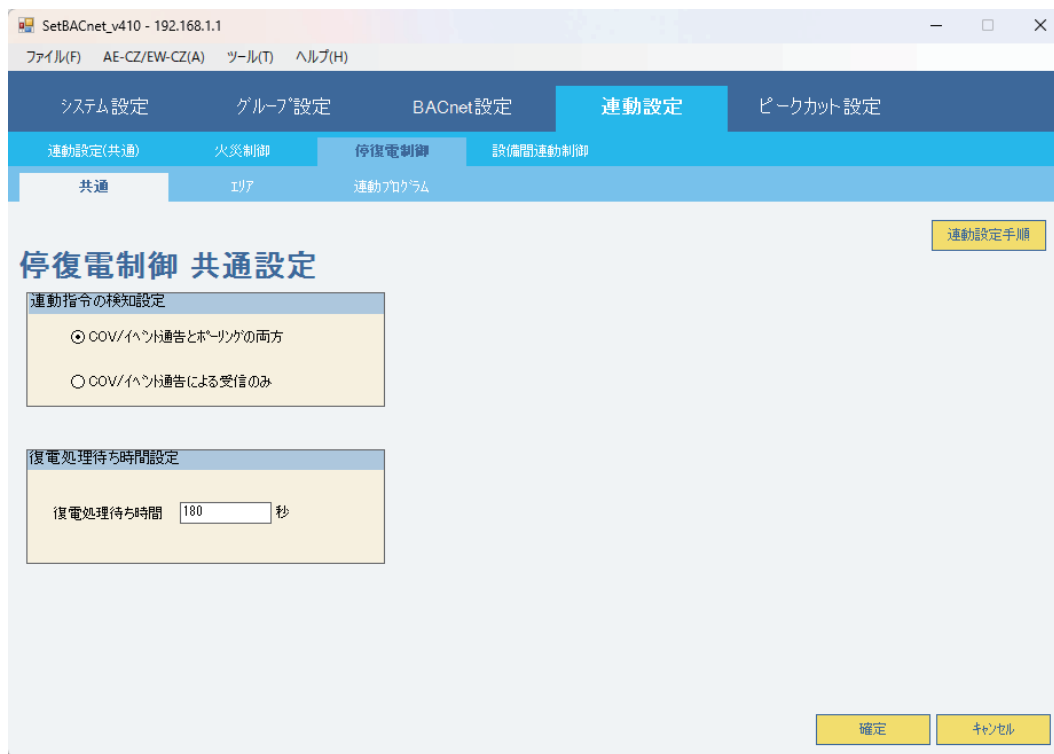 SetBACnet_v410 - 192.168.1.1
ファイル(F) AE-CZ/EW-CZ(A) ツール(T) ヘルプ(H)
システム設定 グループ設定 BACnet設定 連動設定 ピークカット設定
連動設定(共通) 火災制御 停復電制御 設備間連動制御
共通 エリア 連動プログラム
連動設定手順
停復電制御 共通設定
連動指令の検知設定
COV/イベント通告とポーリングの両方
COV/イベント通告による受信のみ
復電処理待ち時間設定
復電処理待ち時間 180 秒
確定 キャンセル